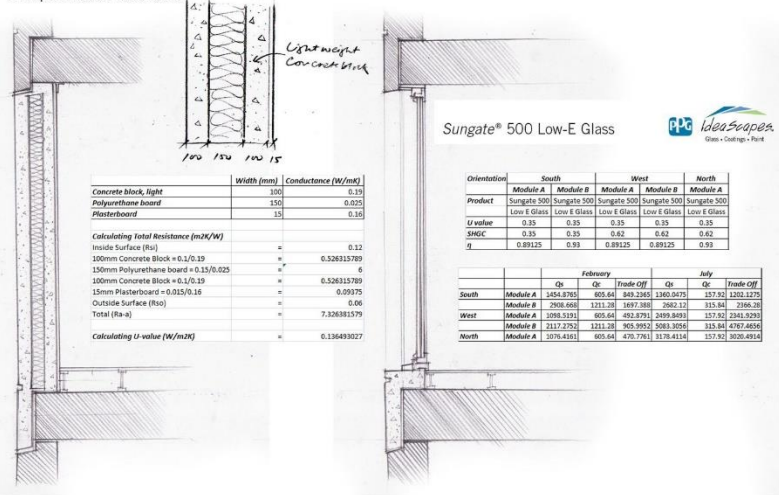 Lightweight
Concrete block
100 150 100 15
Width (mm) Conductance (W/mK)
Concrete block, light 100 0.19
Polyurethane board 150 0.025
Plasterboard 15 0.16
Calculating Total Resistance (m2K/W)
Inside Surface (Rsi) = 0.12
100mm Concrete Block = 0.1/0.19 = 0.526315789
150mm Polyurethane board = 0.15/0.025 = 6
100mm Concrete Block = 0.1/0.19 = 0.526315789
15mm Plasterboard = 0.015/0.16 = 0.09375
Outside Surface (Rso) = 0.06
Total (Ra-a) = 7.326381579
Calculating U-value (W/m2K) = 0.136493027
Sungate® 500 Low-E Glass
PPG IdeaScapes.
Glass • Coatings • Paint
Orientation South West North
Module A Module B Module A Module B Module A
Product Sungate 500 Sungate 500 Sungate 500 Sungate 500 Sungate 500
Low E Glass Low E Glass Low E Glass Low E Glass Low E Glass
U value 0.35 0.35 0.35 0.35 0.35
SHGC 0.35 0.35 0.62 0.62 0.62
η 0.89125 0.93 0.89125 0.89125 0.93
February July
Qs Qc Trade Off Qs Qc Trade Off
South Module A 1454.8765 605.64 849.2365 1360.0475 157.92 1202.1275
Module B 2908.668 1211.28 1697.388 2682.12 315.84 2366.28
West Module A 1098.5191 605.64 492.8791 2499.8493 157.92 2341.9293
Module B 2117.2752 1211.28 905.9952 5083.3056 315.84 4767.4656
North Module A 1076.4161 605.64 470.7761 3178.4114 157.92 3020.4914